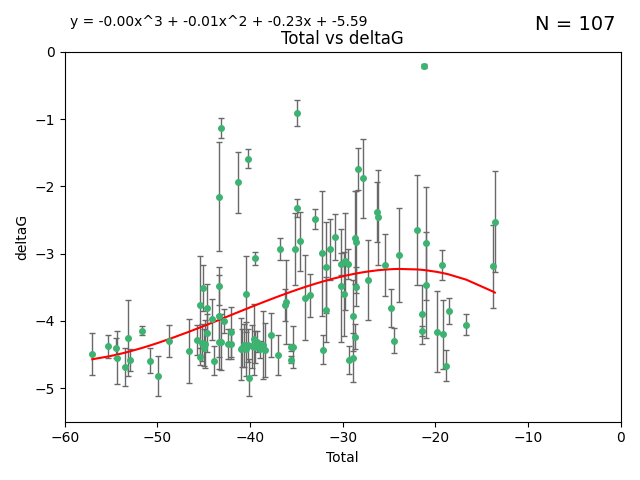 y = -0.00x^3 + -0.01x^2 + -0.23x + -5.59
N = 107
Total vs deltaG
deltaG
0
−1
−2
−3
−4
−5
−60 −50 −40 −30 −20 −10 0
Total